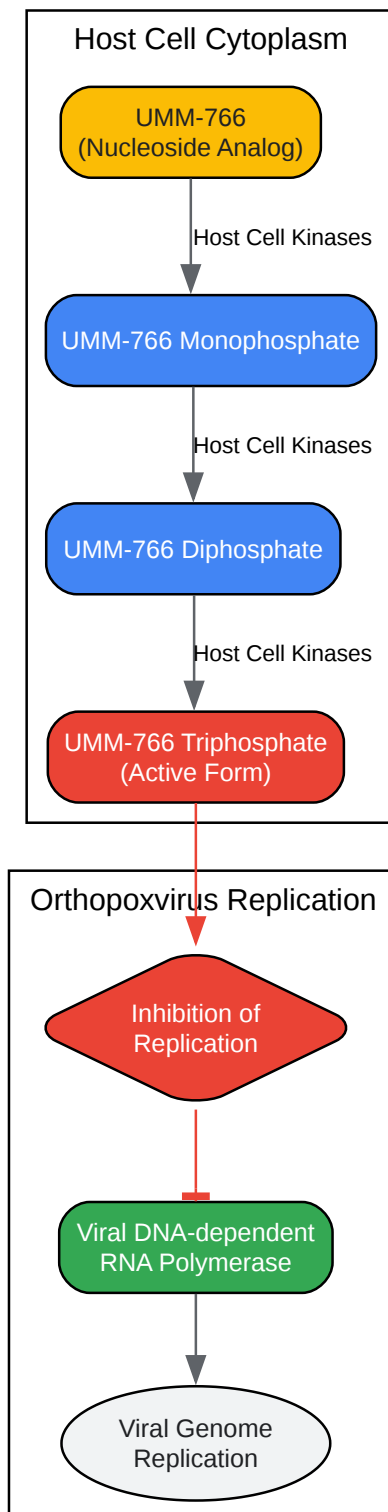 Host Cell Cytoplasm
UMM-766
(Nucleoside Analog)
Host Cell Kinases
UMM-766 Monophosphate
Host Cell Kinases
UMM-766 Diphosphate
Host Cell Kinases
UMM-766 Triphosphate
(Active Form)
Orthopoxvirus Replication
Inhibition of
Replication
Viral DNA-dependent
RNA Polymerase
Viral Genome
Replication